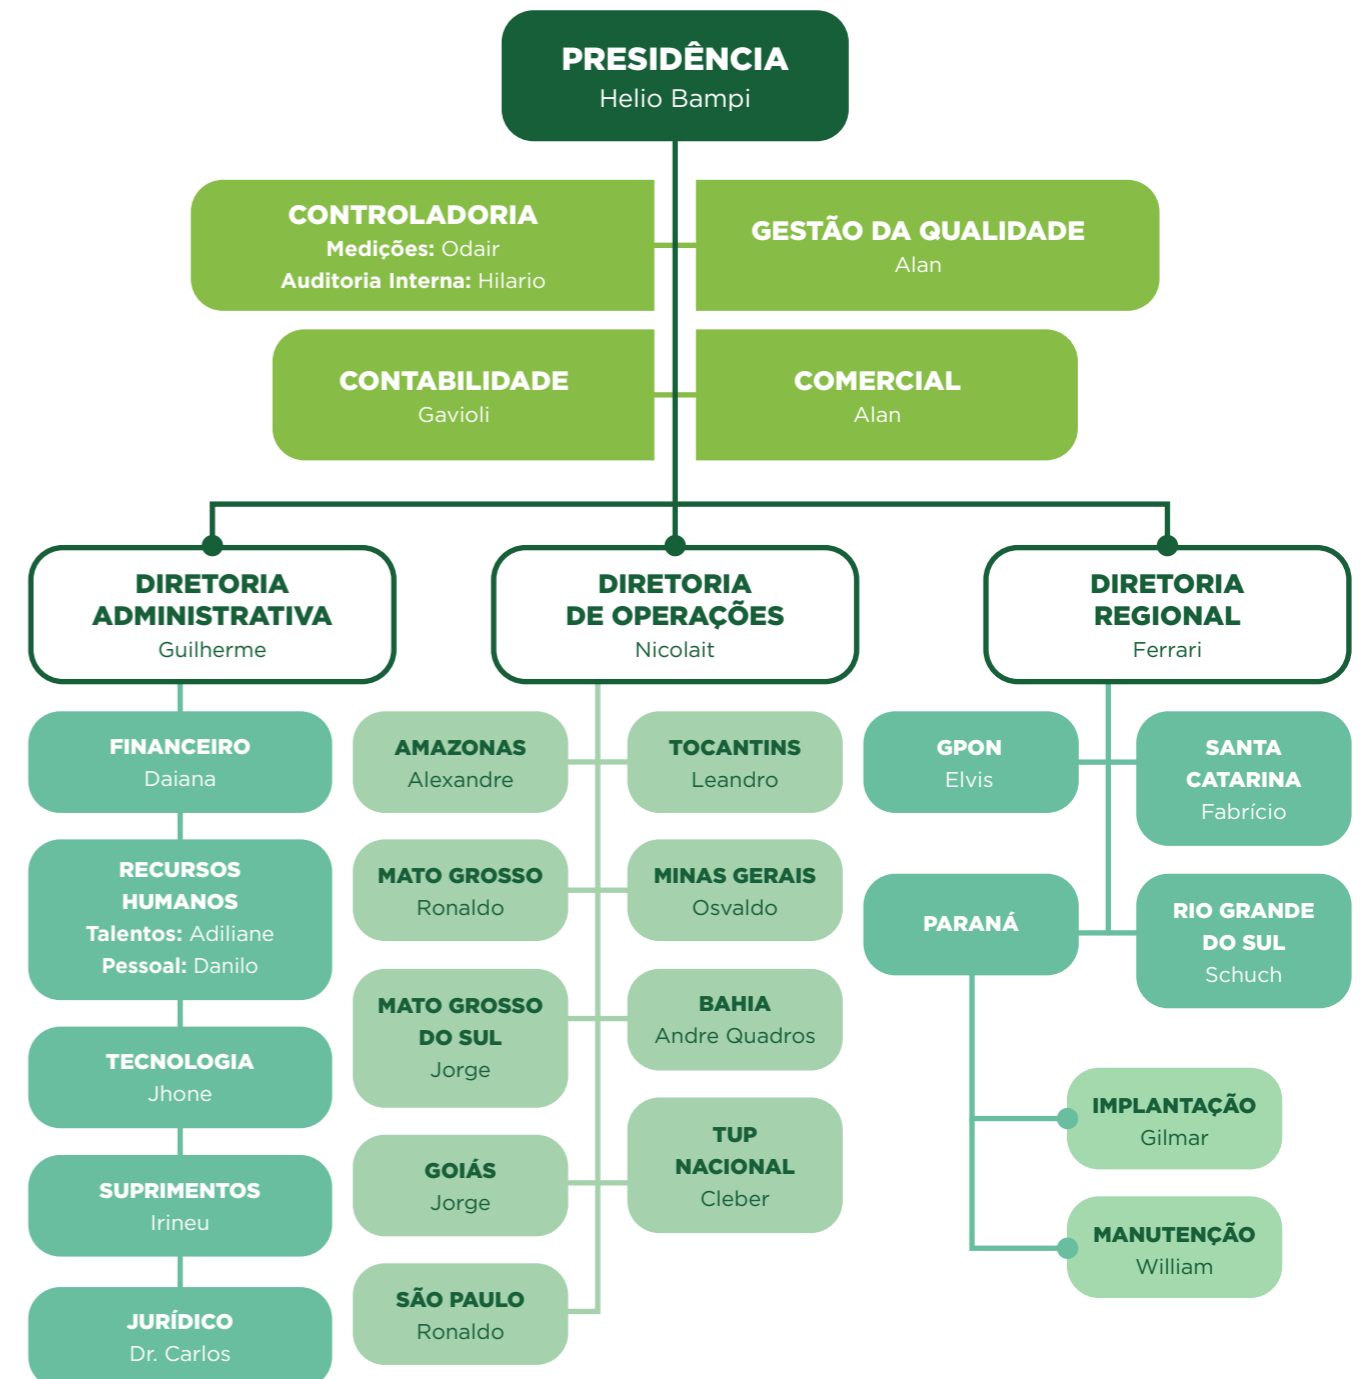 PRESIDÊNCIA
Helio Bampi
CONTROLADORIA
Medições: Odair
Auditoria Interna: Hilario
GESTÃO DA QUALIDADE
Alan
CONTABILIDADE
Gavioli
COMERCIAL
Alan
DIRETORIA
ADMINISTRATIVA
Guilherme
FINANCEIRO
Daiana
RECURSOS
HUMANOS
Talentos: Adiliane
Pessoal: Danilo
TECNOLOGIA
Jhone
SUPRIMENTOS
Irineu
JURÍDICO
Dr. Carlos
DIRETORIA
DE OPERAÇÕES
Nicolait
AMAZONAS
Alexandre
TOCANTINS
Leandro
MATO GROSSO
Ronaldo
MINAS GERAIS
Osvaldo
MATO GROSSO
DO SUL
Jorge
BAHIA
Andre Quadros
GOIÁS
Jorge
TUP
NACIONAL
Cleber
SÃO PAULO
Ronaldo
DIRETORIA
REGIONAL
Ferrari
GPON
Elvis
SANTA
CATARINA
Fabrício
PARANÁ
RIO GRANDE
DO SUL
Schuch
IMPLANTAÇÃO
Gilmar
MANUTENÇÃO
William